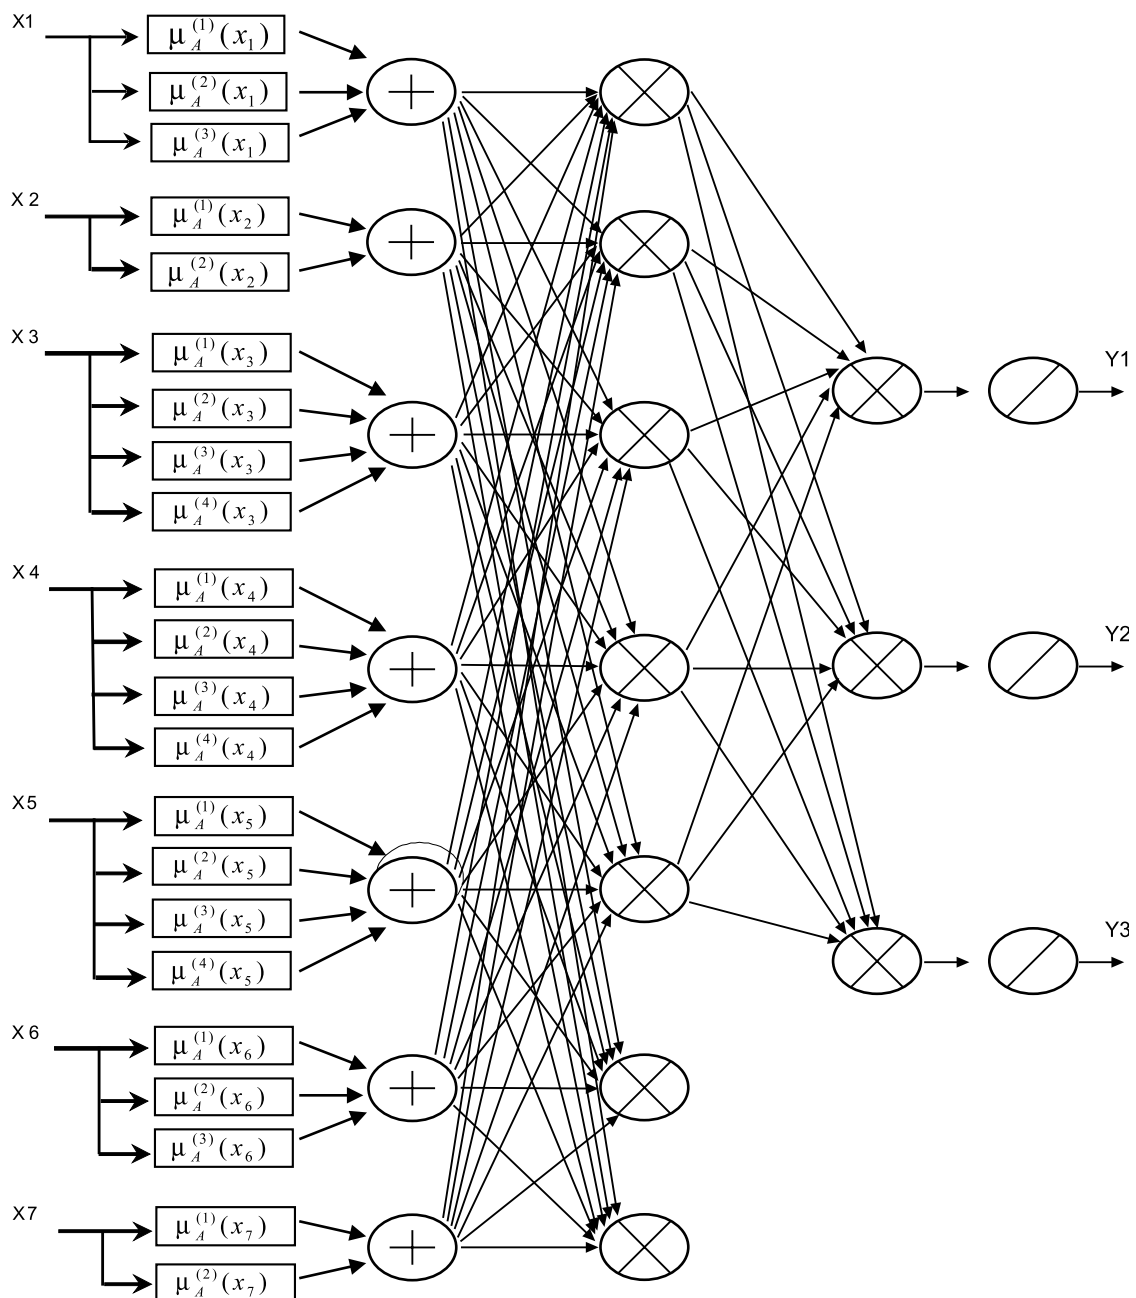 X1
μ_A^(1)(x_1)
μ_A^(2)(x_1)
μ_A^(3)(x_1)
X 2
μ_A^(1)(x_2)
μ_A^(2)(x_2)
X 3
μ_A^(1)(x_3)
μ_A^(2)(x_3)
μ_A^(3)(x_3)
μ_A^(4)(x_3)
Y1
X 4
μ_A^(1)(x_4)
μ_A^(2)(x_4)
μ_A^(3)(x_4)
μ_A^(4)(x_4)
Y2
X5
μ_A^(1)(x_5)
μ_A^(2)(x_5)
μ_A^(3)(x_5)
μ_A^(4)(x_5)
Y3
X 6
μ_A^(1)(x_6)
μ_A^(2)(x_6)
μ_A^(3)(x_6)
X7
μ_A^(1)(x_7)
μ_A^(2)(x_7)